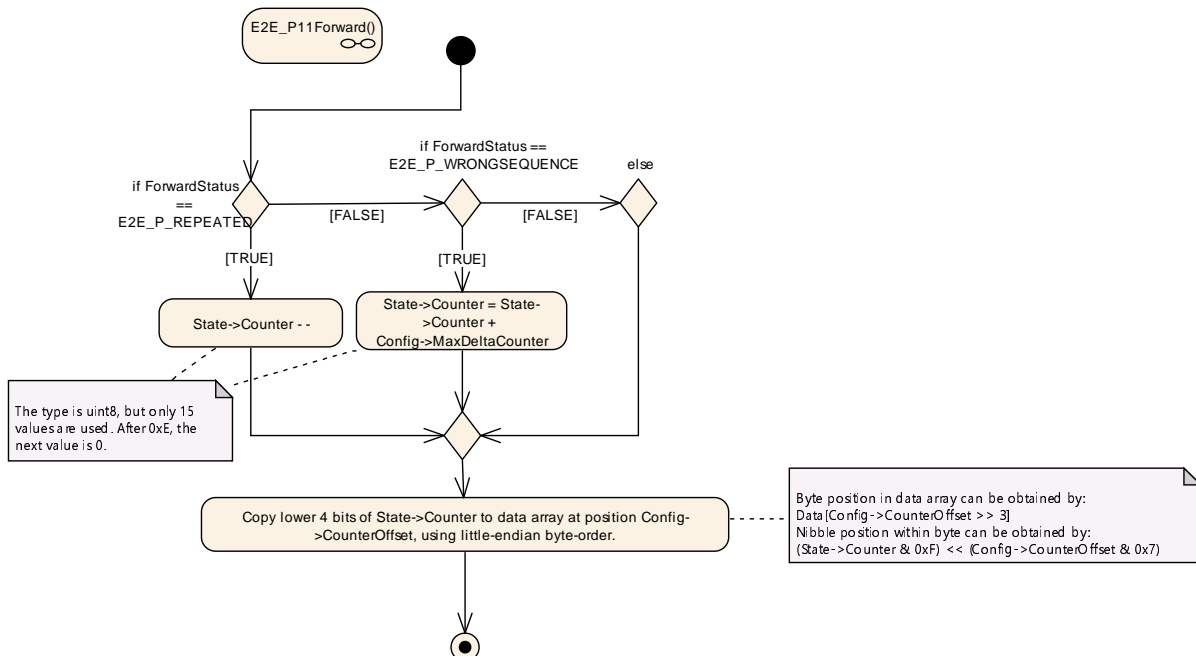 E2E_P11Forward()
if ForwardStatus ==
E2E_P_WRONGSEQUENCE
else
if ForwardStatus
==
E2E_P_REPEATED
[FALSE]
[FALSE]
[TRUE]
[TRUE]
State->Counter - -
State->Counter = State-
>Counter +
Config->MaxDeltaCounter
The type is uint8, but only 15
values are used. After 0xE, the
next value is 0.
Copy lower 4 bits of State->Counter to data array at position Config-
>CounterOffset, using little-endian byte-order.
Byte position in data array can be obtained by:
Data[Config->CounterOffset >> 3]
Nibble position within byte can be obtained by:
(State->Counter & 0xF) << (Config->CounterOffset & 0x7)